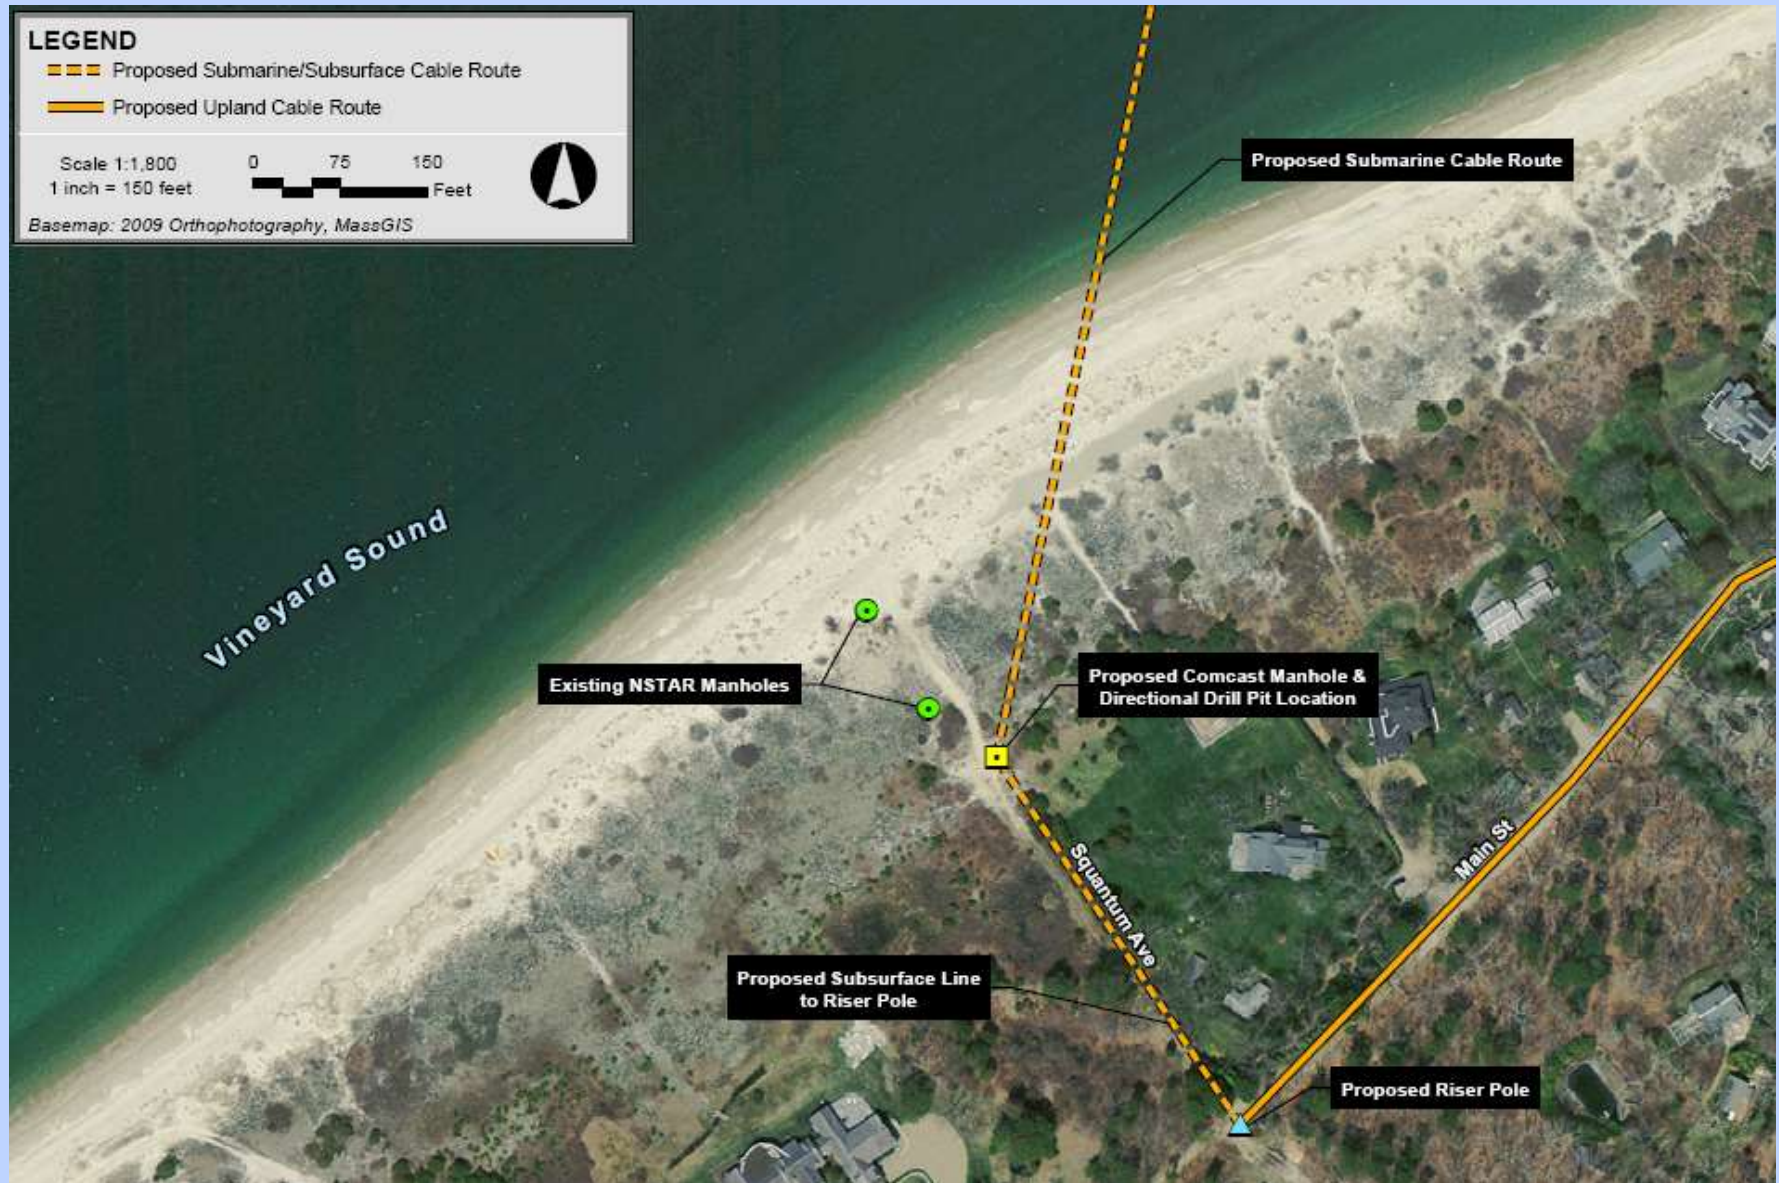 LEGEND
Proposed Submarine/Subsurface Cable Route
Proposed Upland Cable Route
Scale 1:1,800
1 inch = 150 feet
0 75 150
Feet
Basemap: 2009 Orthophotography, MassGIS
Proposed Submarine Cable Route
Vineyard Sound
Existing NSTAR Manholes
Proposed Comcast Manhole &
Directional Drill Pit Location
Main St
Squantum Ave
Proposed Subsurface Line
to Riser Pole
Proposed Riser Pole